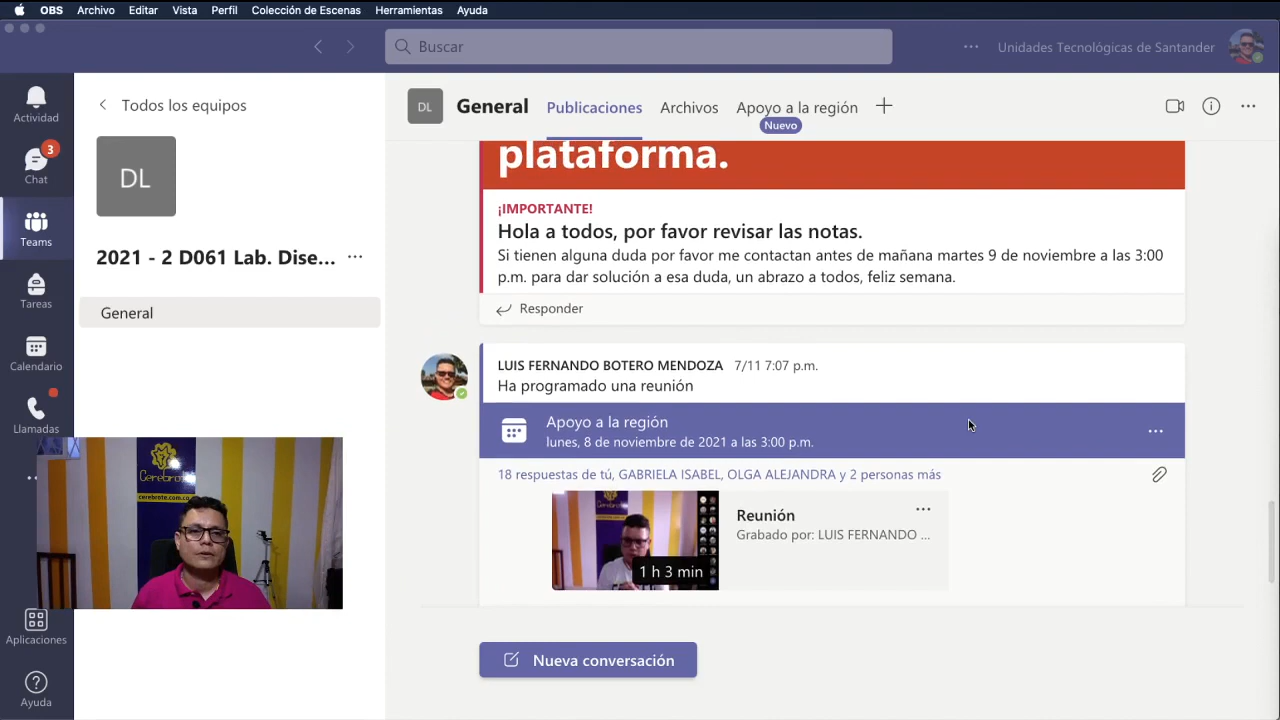 OBS Archivo Editar Vista Perfil Colección de Escenas Herramientas Ayuda
Buscar
Unidades Tecnológicas de Santander
Actividad
Chat
3
Teams
Tareas
Calendario
Llamadas
Aplicaciones
Ayuda
Todos los equipos
DL
2021 - 2 D061 Lab. Dise...
General
DL
General
Publicaciones
Archivos
Apoyo a la región
Nuevo
plataforma.
¡IMPORTANTE!
Hola a todos, por favor revisar las notas.
Si tienen alguna duda por favor me contactan antes de mañana martes 9 de noviembre a las 3:00
p.m. para dar solución a esa duda, un abrazo a todos, feliz semana.
Responder
LUIS FERNANDO BOTERO MENDOZA 7/11 7:07 p.m.
Ha programado una reunión
Apoyo a la región
lunes, 8 de noviembre de 2021 a las 3:00 p.m.
18 respuestas de tú, GABRIELA ISABEL, OLGA ALEJANDRA y 2 personas más
Reunión
Grabado por: LUIS FERNANDO ...
1 h 3 min
Nueva conversación
Cerebrote
cerebrote.com.co